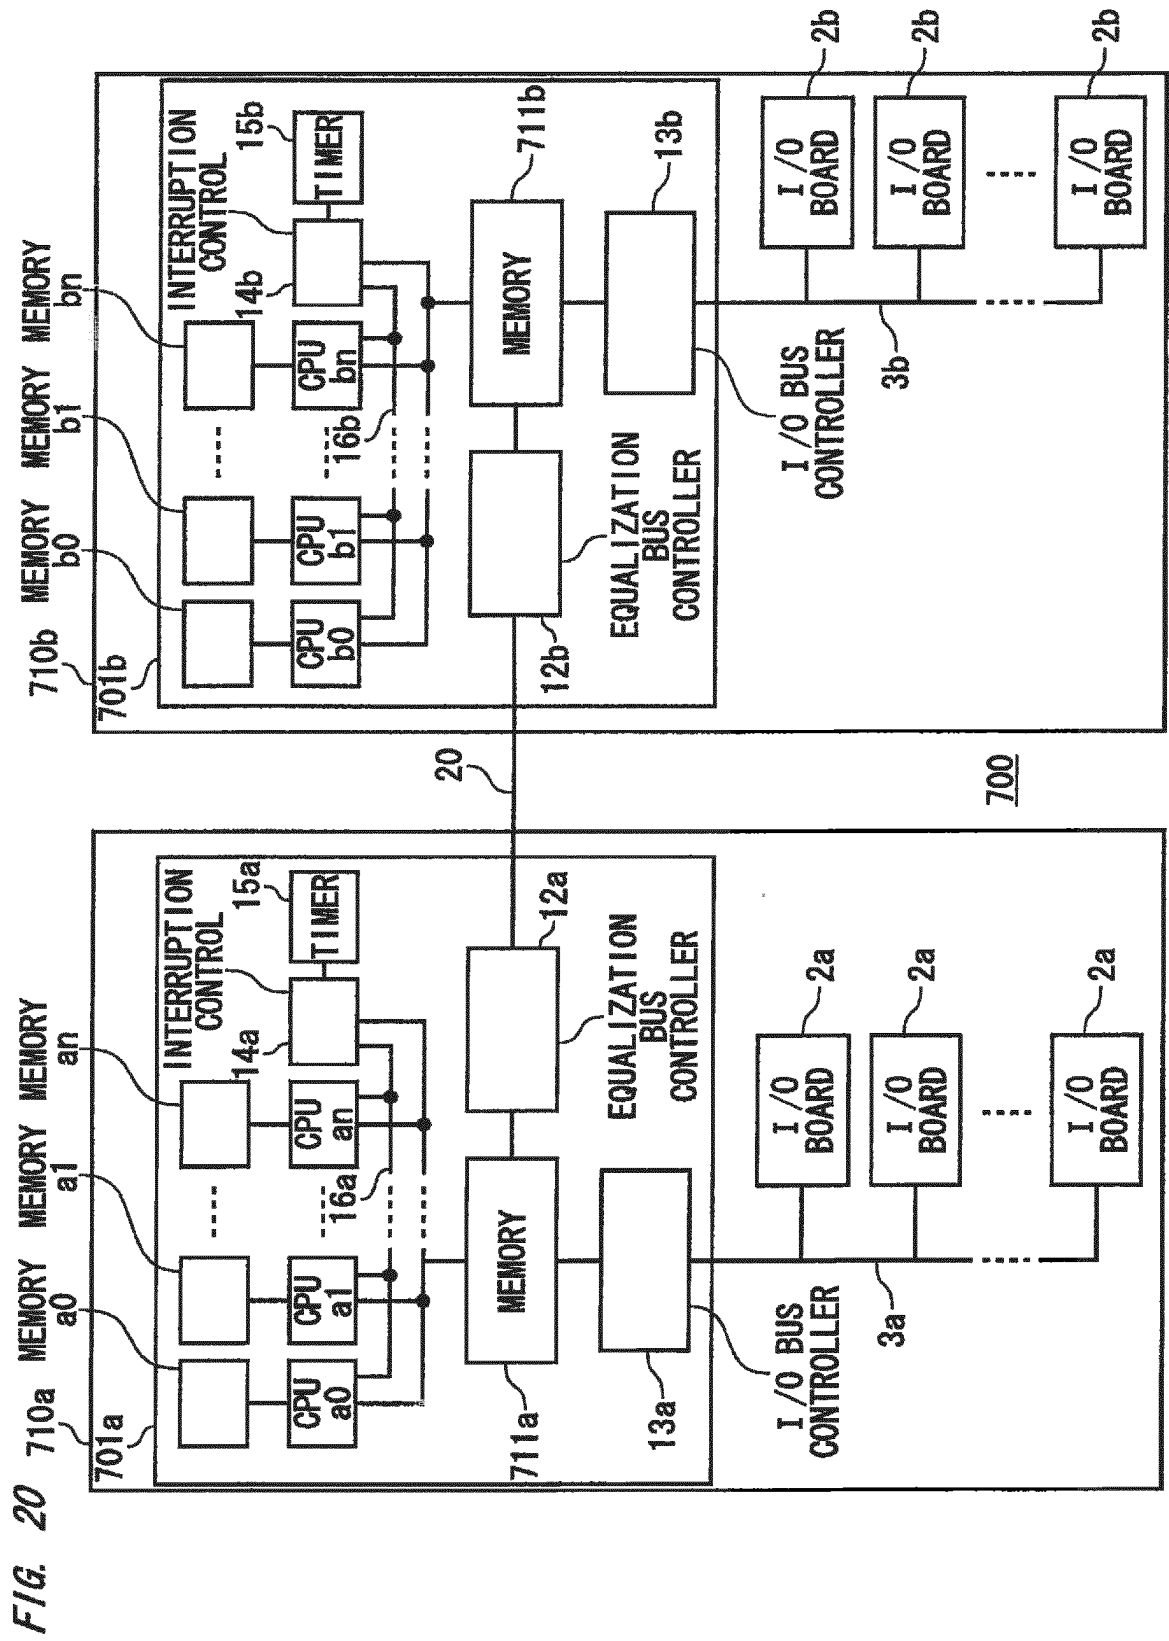 FIG. 20
710a
701a
MEMORY
a0
MEMORY
a1
MEMORY
an
INTERRUPTION
CONTROL
14a
15a
TIMER
CPU
a0
CPU
a1
CPU
an
16a
711a
MEMORY
12a
EQUALIZATION
BUS
CONTROLLER
13a
I/O BUS
CONTROLLER
3a
I/O
BOARD
2a
I/O
BOARD
2a
I/O
BOARD
2a
20
700
710b
701b
MEMORY
b0
MEMORY
b1
MEMORY
bn
INTERRUPTION
CONTROL
14b
15b
TIMER
CPU
b0
CPU
b1
CPU
bn
16b
12b
EQUALIZATION
BUS
CONTROLLER
MEMORY
711b
13b
I/O BUS
CONTROLLER
3b
I/O
BOARD
2b
I/O
BOARD
2b
I/O
BOARD
2b